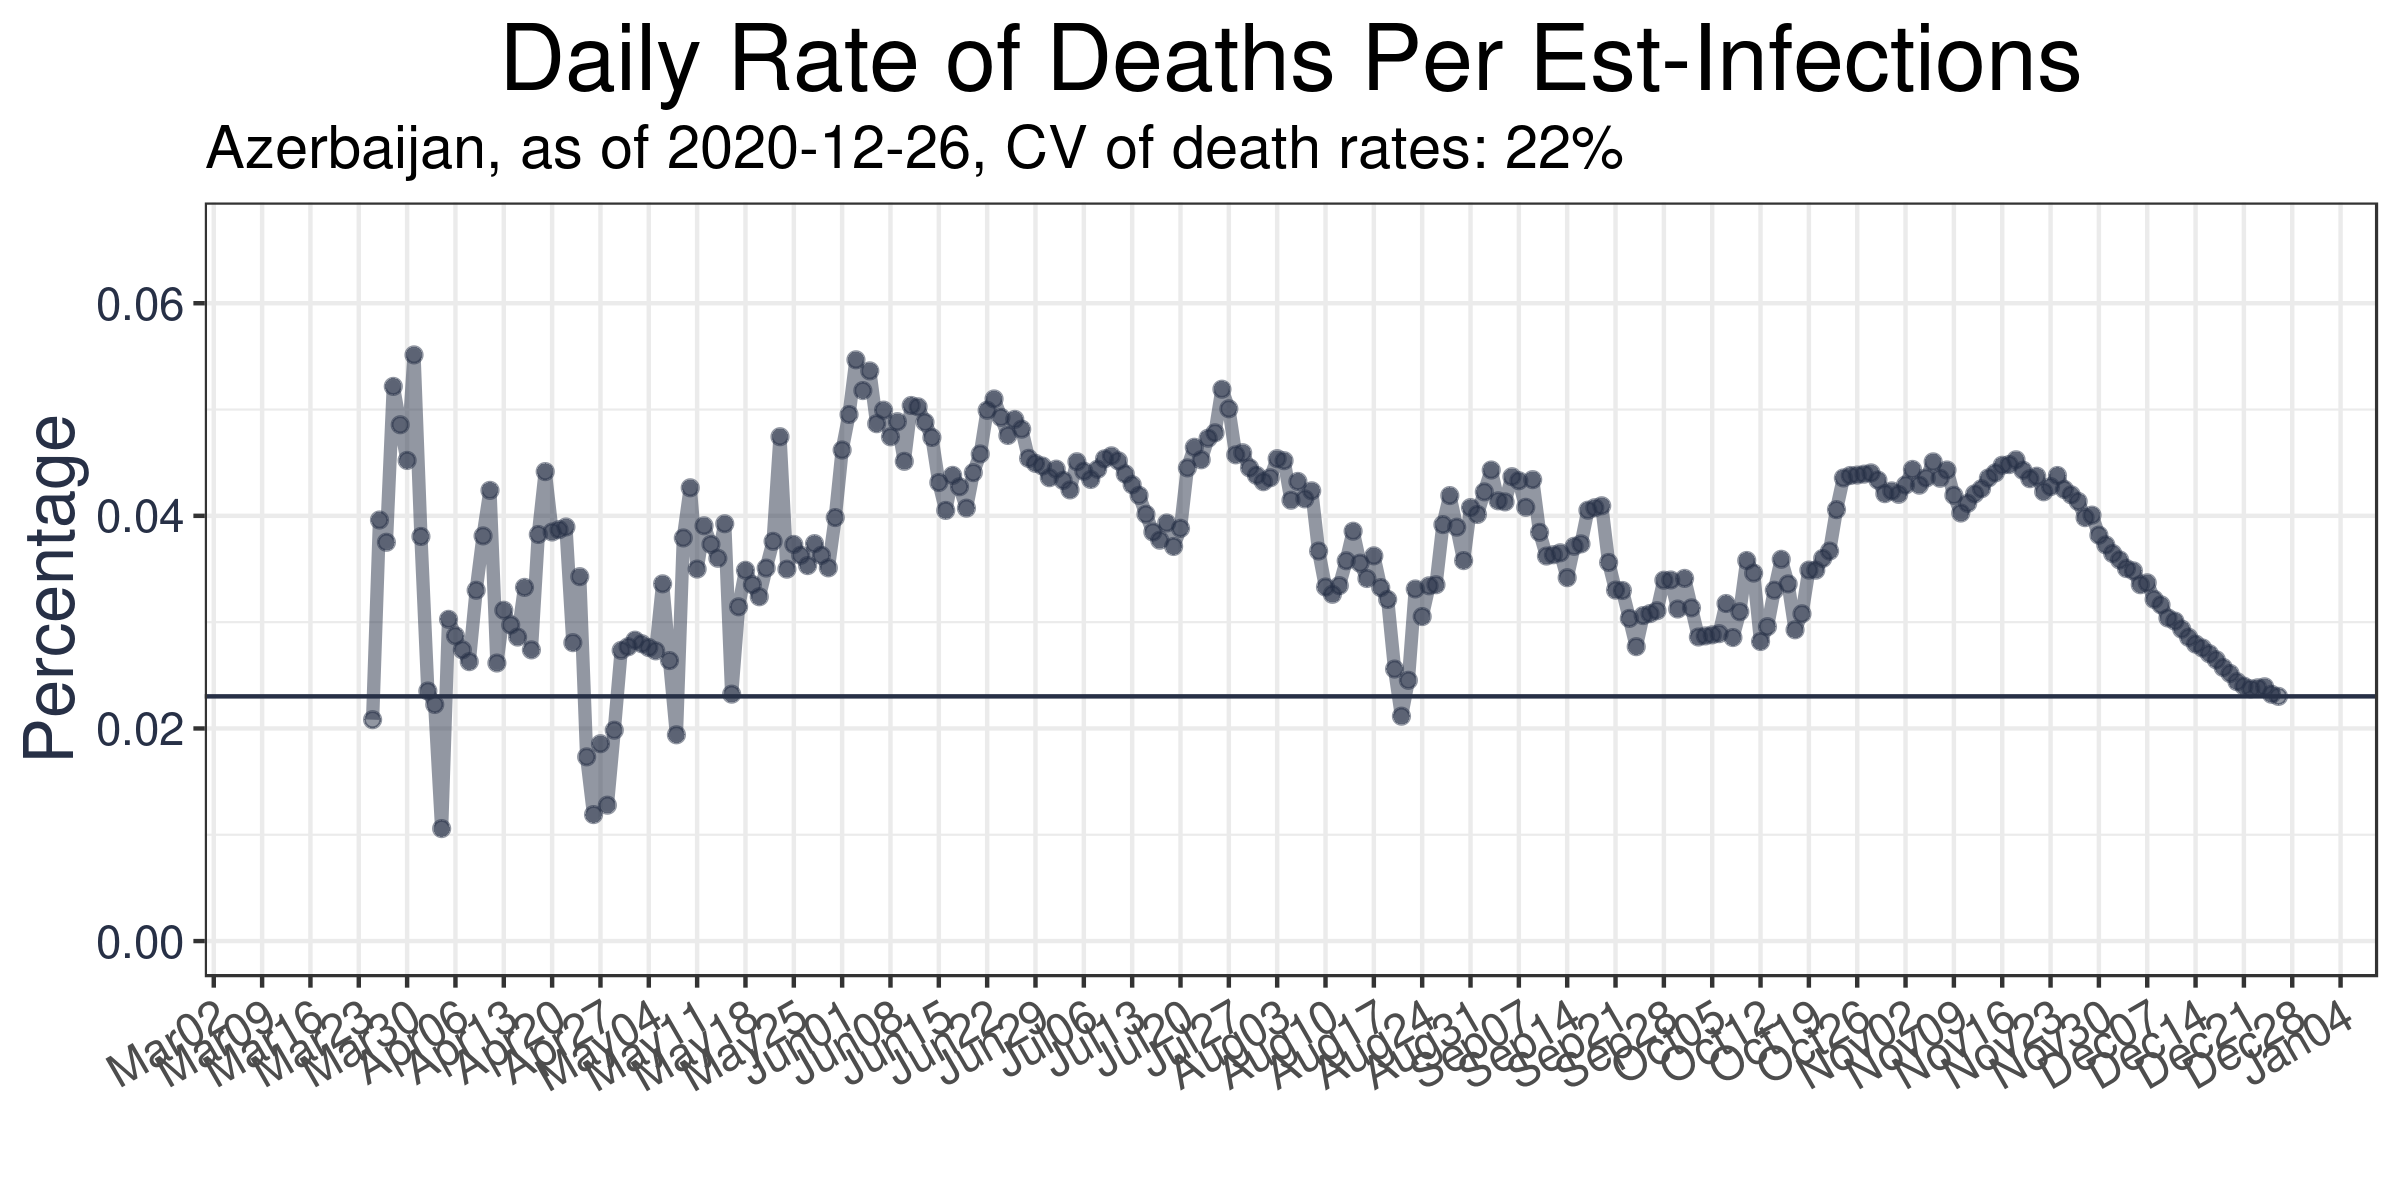 Daily Rate of Deaths Per Est-Infections
Azerbaijan, as of 2020-12-26, CV of death rates: 22%
Percentage
0.06
0.04
0.02
0.00
Mar02
Mar09
Mar16
Mar23
Mar30
Apr06
Apr13
Apr20
Apr27
May04
May11
May18
May25
Jun01
Jun08
Jun15
Jun22
Jun29
Jul06
Jul13
Jul20
Jul27
Aug03
Aug10
Aug17
Aug24
Aug31
Sep07
Sep14
Sep21
Sep28
Oct05
Oct12
Oct19
Oct26
Nov02
Nov09
Nov16
Nov23
Nov30
Dec07
Dec14
Dec21
Dec28
Jan04